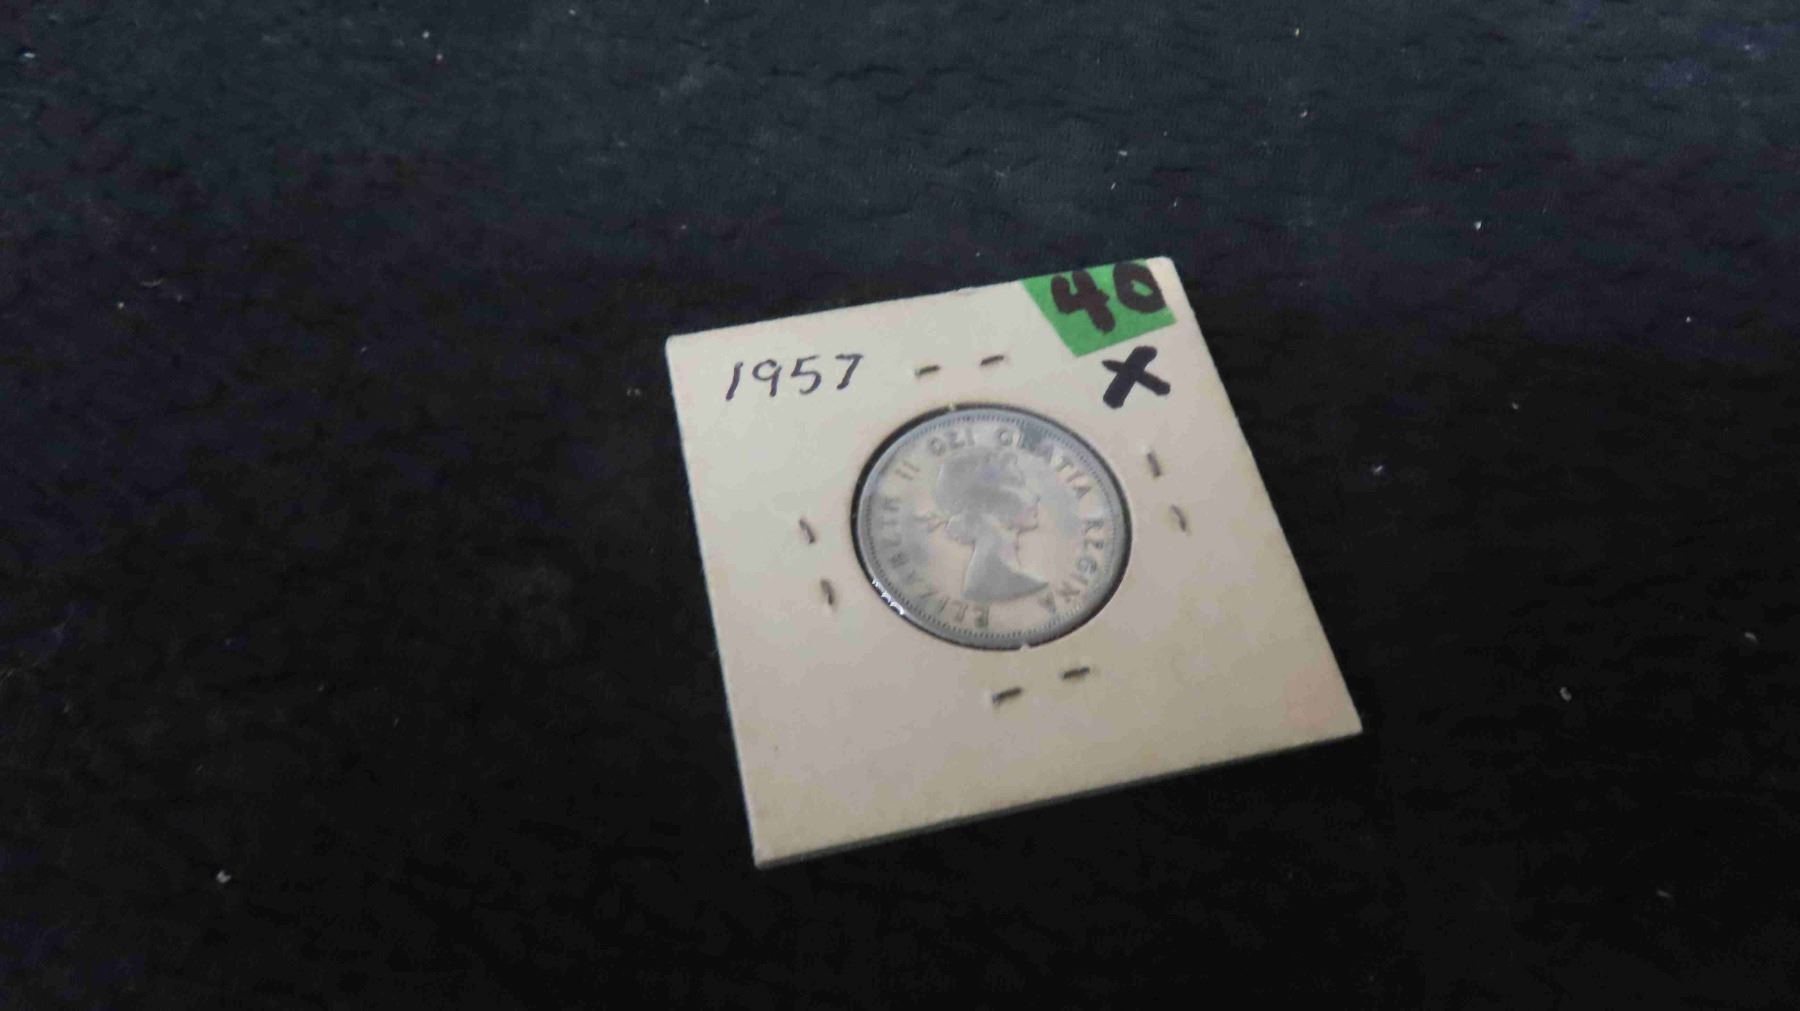 40
1957
X
ELIZABETH II DEI GRATIA REGINA